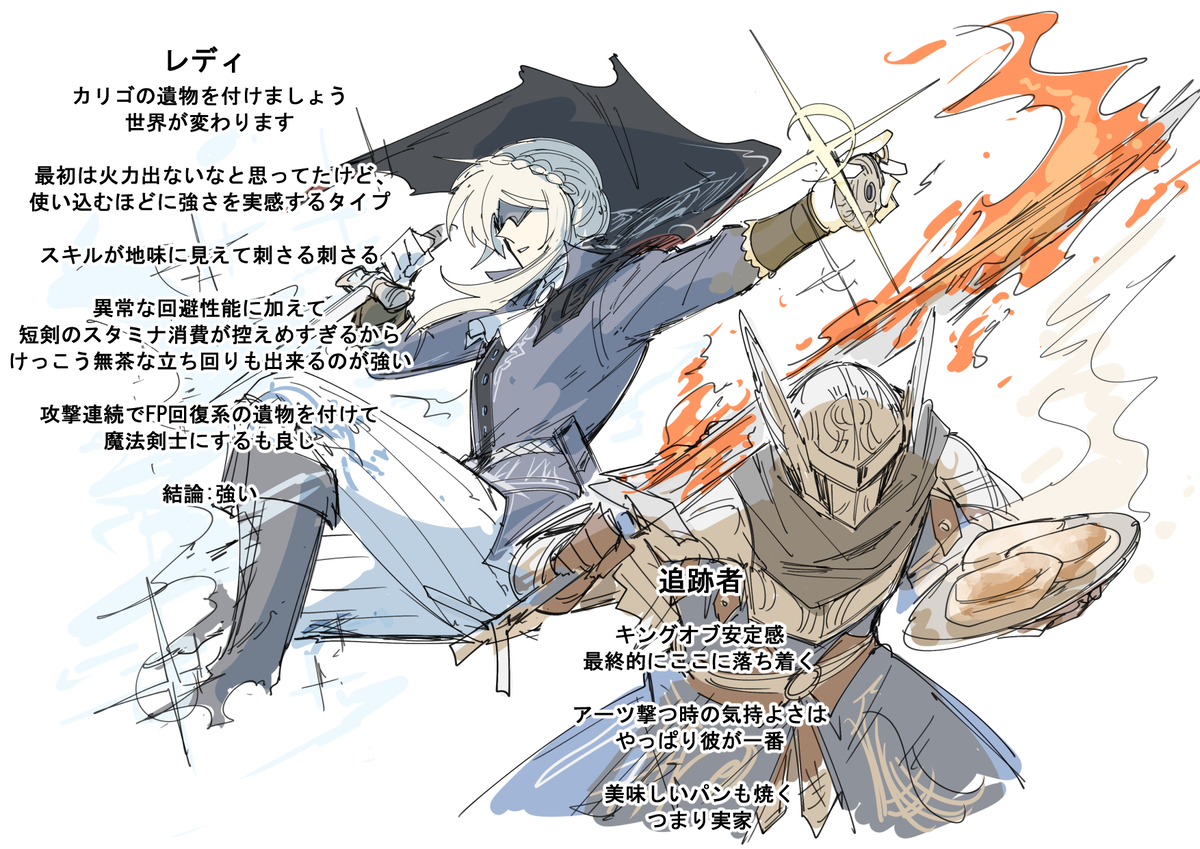 レディ
カリゴの遺物を付けましょう
世界が変わります
最初は火力出ないなと思ってたけど、
使い込むほどに強さを実感するタイプ
スキルが地味に見えて刺さる刺さる
異常な回避性能に加えて
短剣のスタミナ消費が控えめすぎるから
けっこう無茶な立ち回りも出来るのが強い
攻撃連続でFP回復系の遺物を付けて
魔法剣士にするも良し
結論:強い
追跡者
キングオブ安定感
最終的にここに落ち着く
アーツ撃つ時の気持よさは
やっぱり彼が一番
美味しいパンも焼く
つまり実家